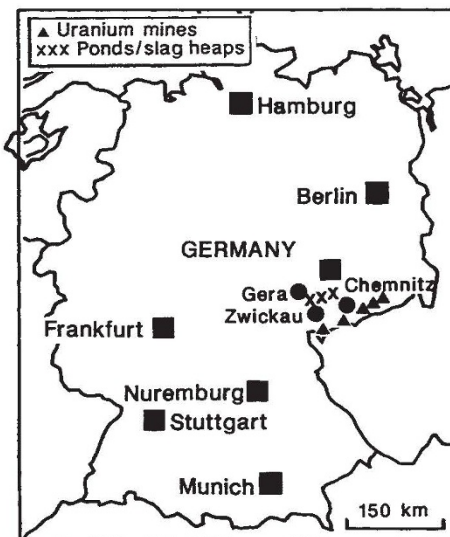 ▲ Uranium mines
xxx Ponds/slag heaps
Hamburg
Berlin
GERMANY
Gera
Chemnitz
Zwickau
Frankfurt
Nuremburg
Stuttgart
Munich
150 km